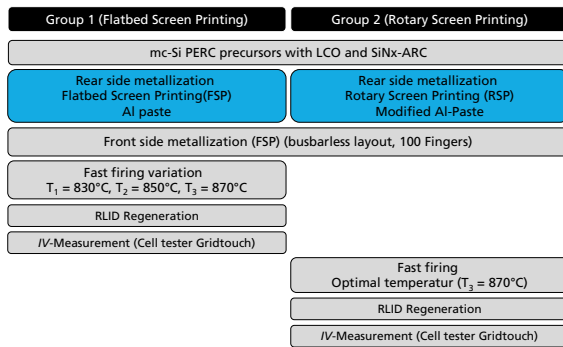 Group 1 (Flatbed Screen Printing)
Group 2 (Rotary Screen Printing)
mc-Si PERC precursors with LCO and SiNx-ARC
Rear side metallization
Flatbed Screen Printing(FSP)
Al paste
Rear side metallization
Rotary Screen Printing (RSP)
Modified Al-Paste
Front side metallization (FSP) (busbarless layout, 100 Fingers)
Fast firing variation
T₁ = 830°C, T₂ = 850°C, T₃ = 870°C
RLID Regeneration
IV-Measurement (Cell tester Gridtouch)
Fast firing
Optimal temperatur (T₃ = 870°C)
RLID Regeneration
IV-Measurement (Cell tester Gridtouch)